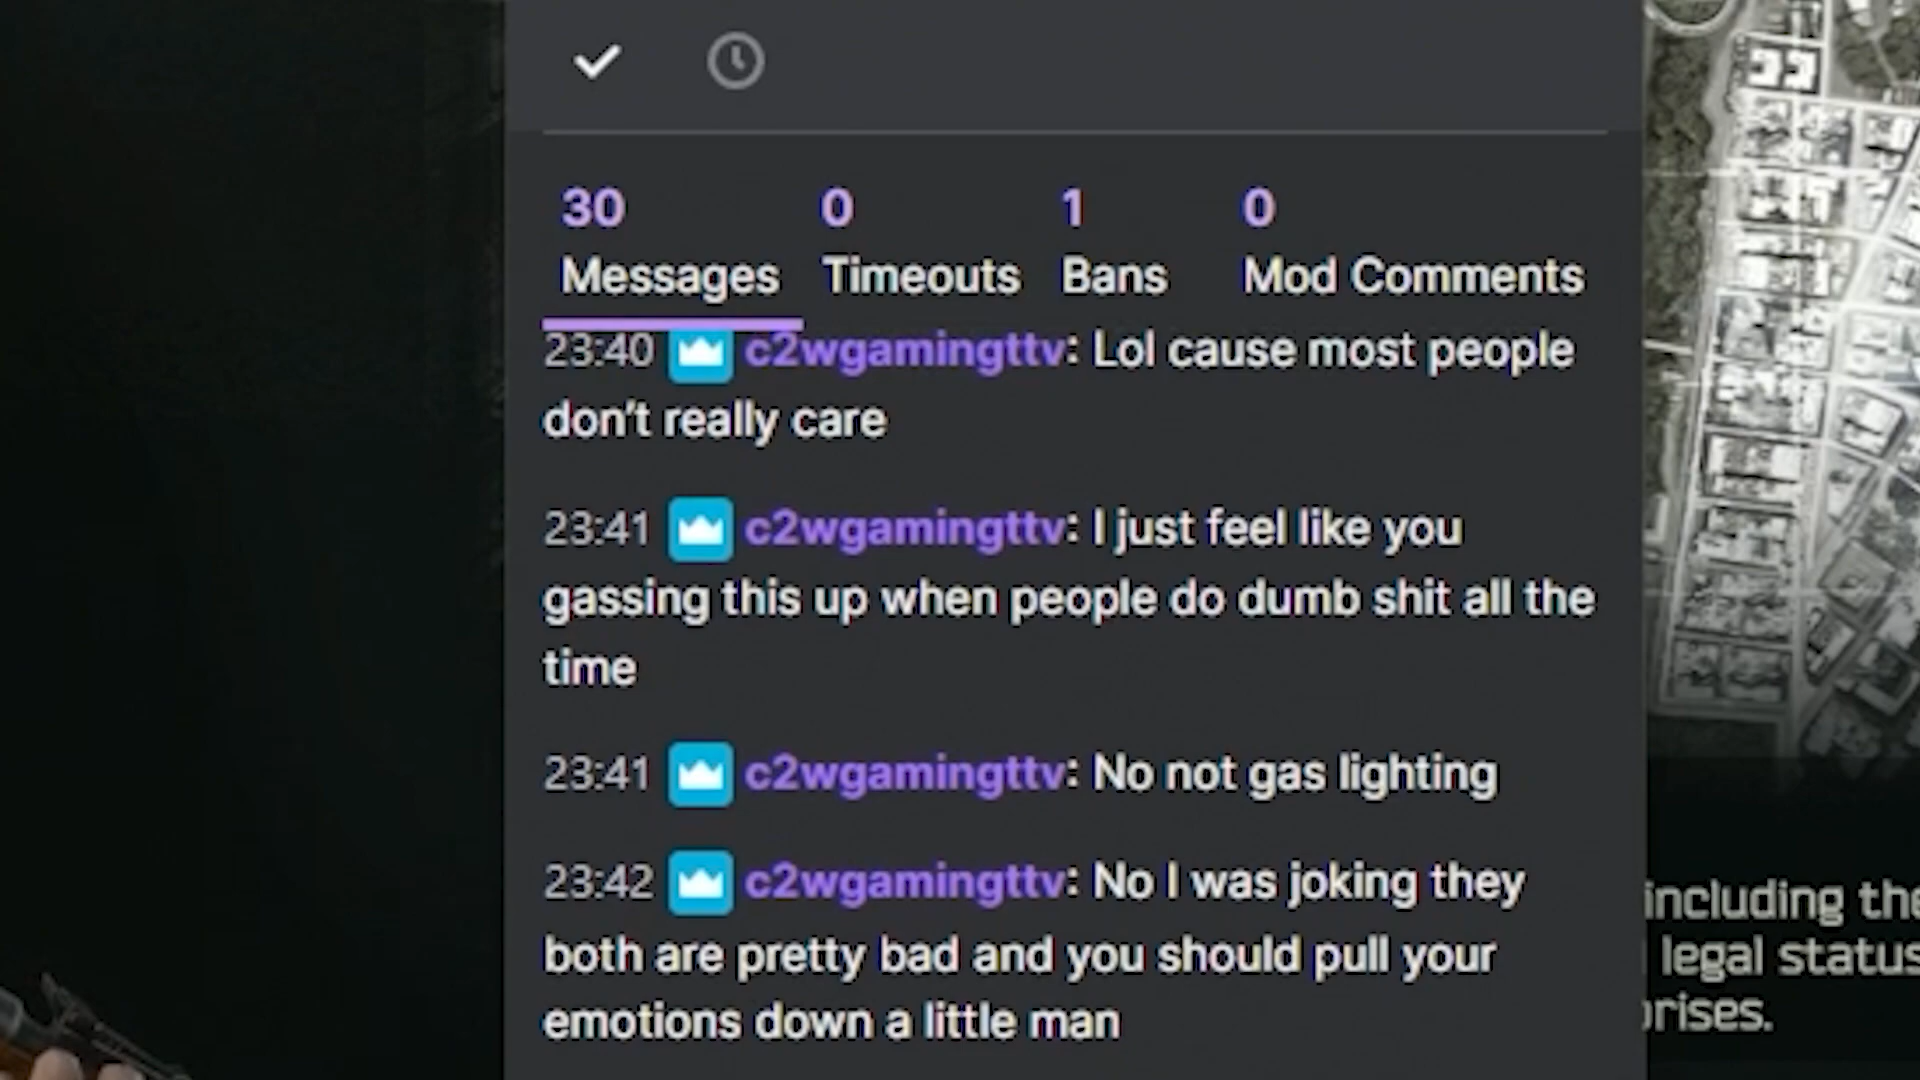 30 0 1 0
Messages Timeouts Bans Mod Comments
23:40 c2wgamingttv: Lol cause most people
don't really care
23:41 c2wgamingttv: I just feel like you
gassing this up when people do dumb shit all the
time
23:41 c2wgamingttv: No not gas lighting
23:42 c2wgamingttv: No I was joking they
both are pretty bad and you should pull your
emotions down a little man
including the
legal status
prises.